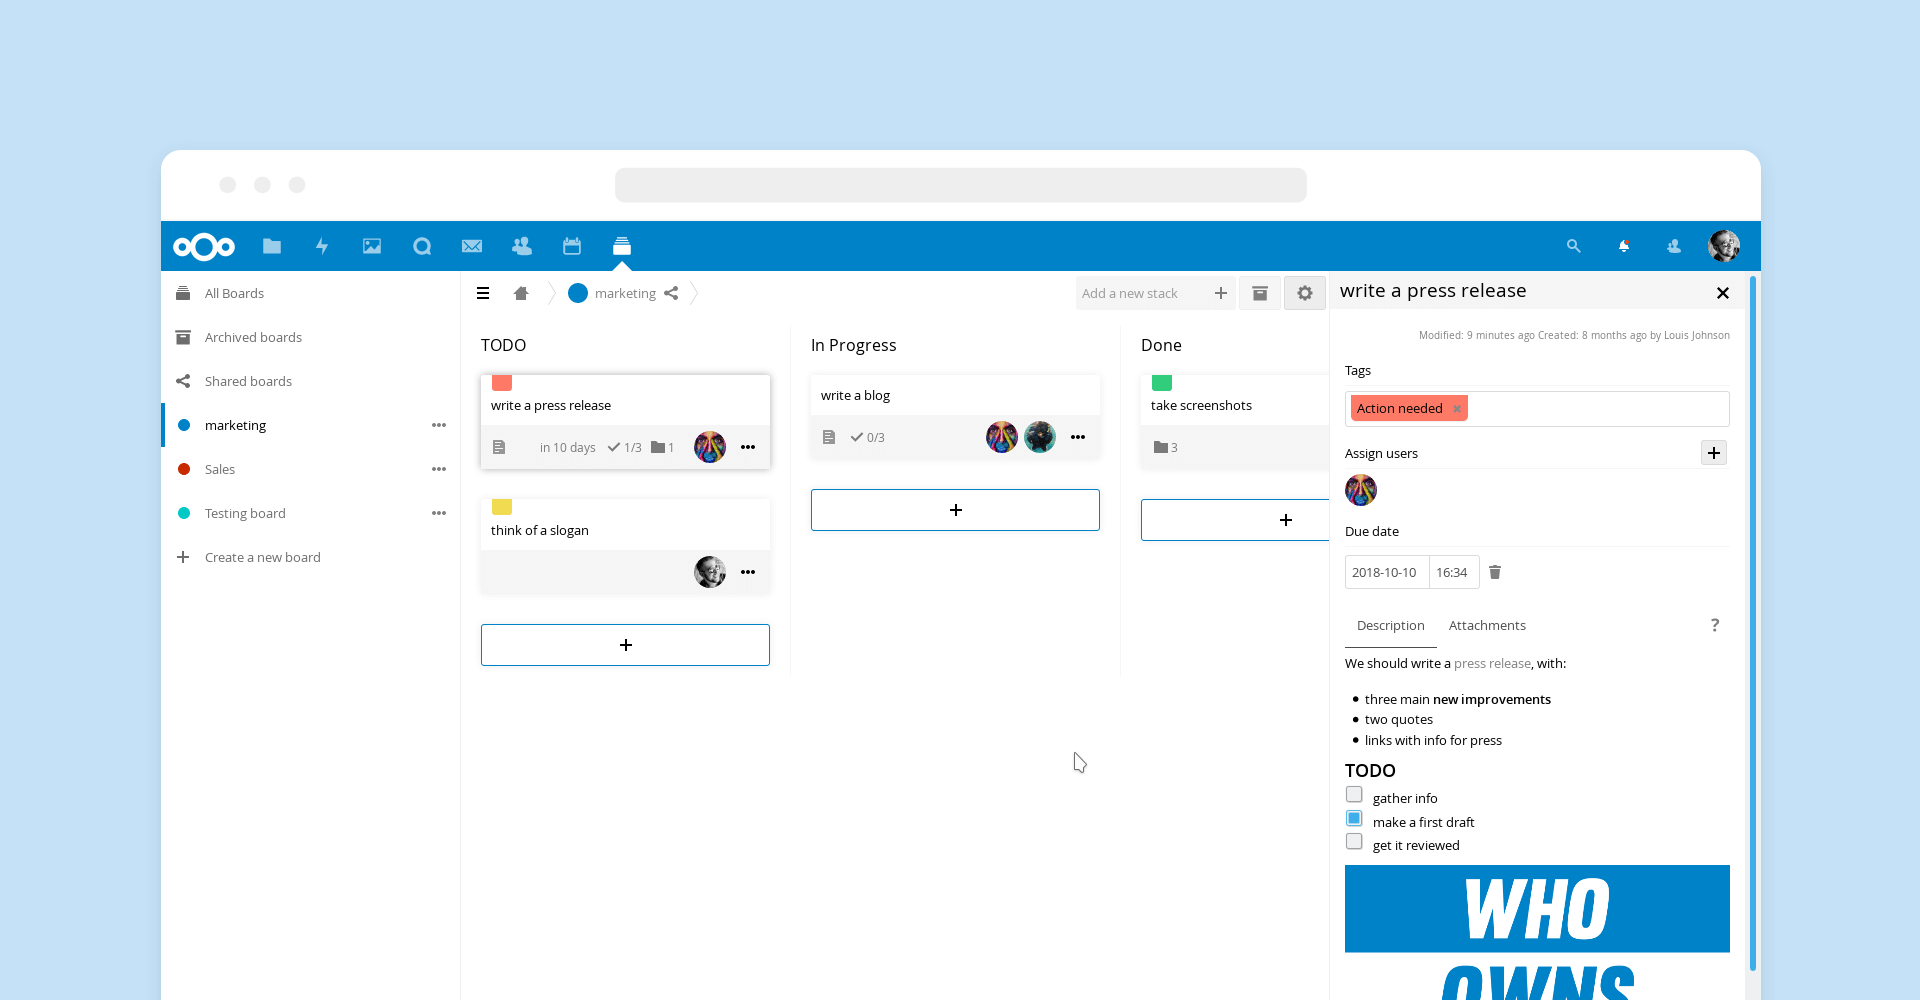 All Boards
Archived boards
Shared boards
marketing
Sales
Testing board
Create a new board
marketing
Add a new stack
TODO
write a press release
in 10 days
1/3
1
think of a slogan
In Progress
write a blog
0/3
Done
take screenshots
3
write a press release
Modified: 9 minutes ago Created: 8 months ago by Louis Johnson
Tags
Action needed
Assign users
Due date
2018-10-10 16:34
Description Attachments ?
We should write a press release, with:
three main new improvements
two quotes
links with info for press
TODO
gather info
make a first draft
get it reviewed
WHO
OWNS